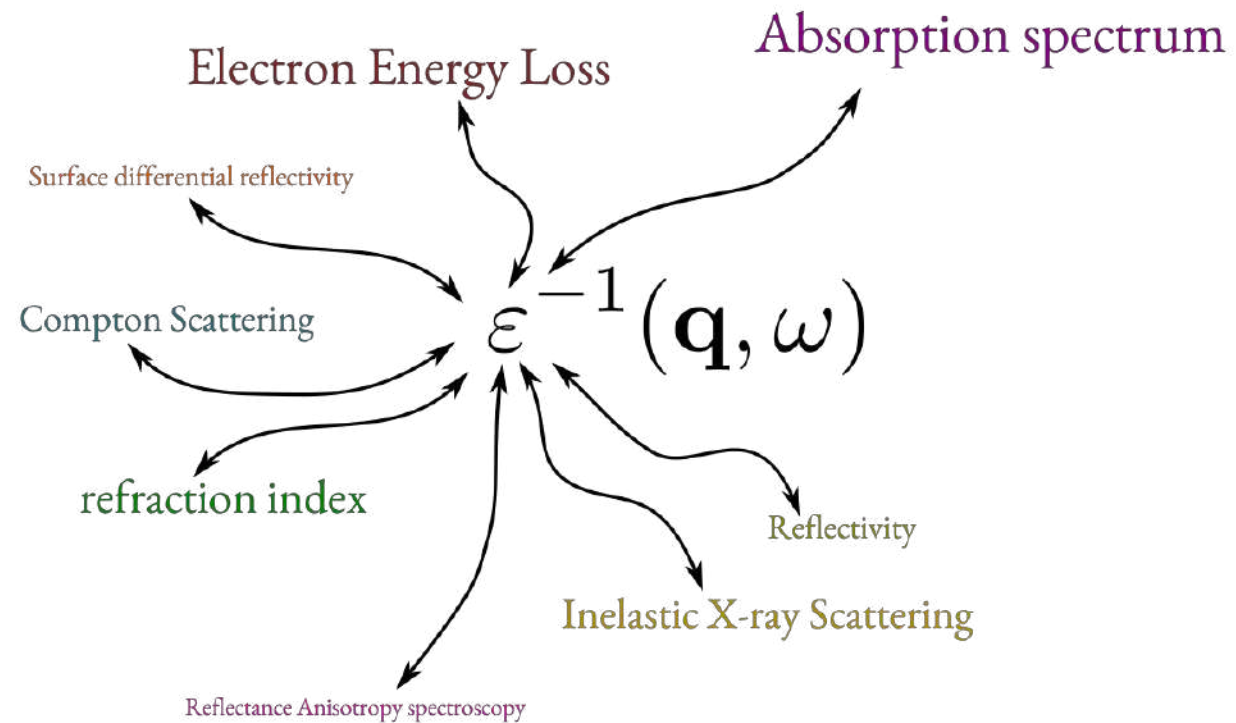 Absorption spectrum
Electron Energy Loss
Surface differential reflectivity
ε⁻¹(q, ω)
Compton Scattering
refraction index
Reflectivity
Inelastic X-ray Scattering
Reflectance Anisotropy spectroscopy